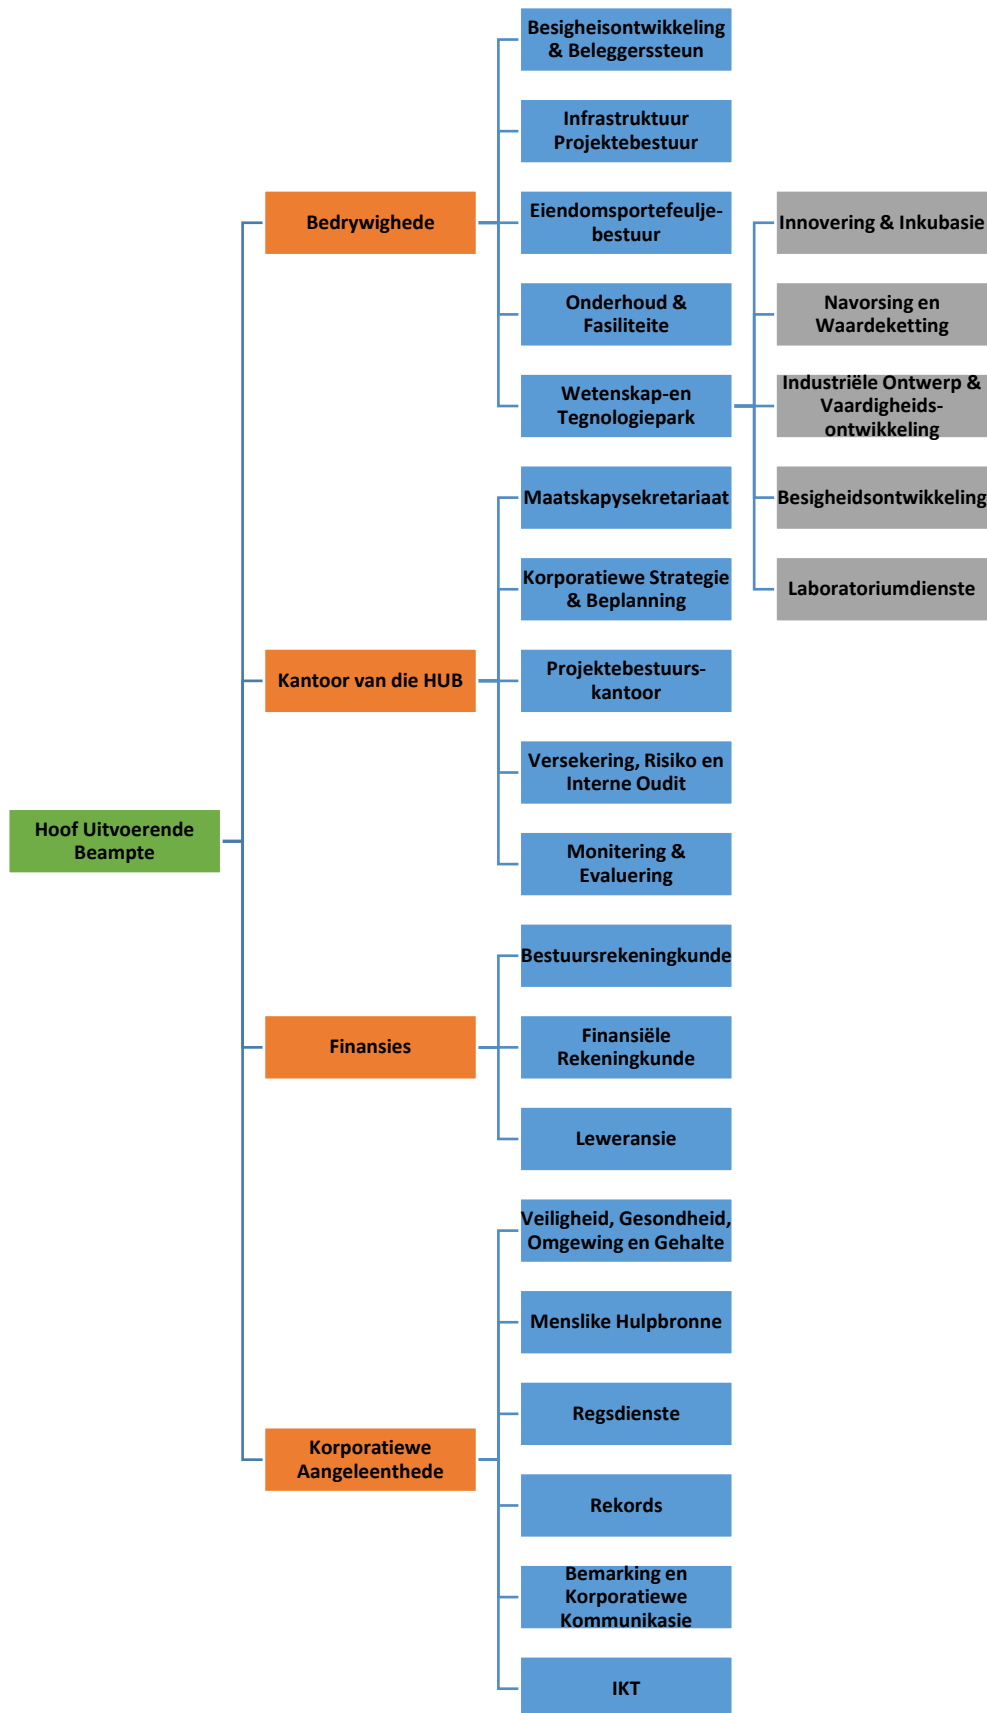 Hoof Uitvoerende
Beampte
Bedrywighede
Besigheisontwikkeling
& Beleggerssteun
Infrastruktuur
Projektebestuur
Eiendomsportefeulje-
bestuur
Onderhoud &
Fasiliteite
Wetenskap-en
Tegnologiepark
Innovering & Inkubasie
Navorsing en
Waardeketting
Industriële Ontwerp &
Vaardigheids-
ontwikkeling
Besigheidsontwikkeling
Laboratoriumdienste
Kantoor van die HUB
Maatskapysekretariaat
Korporatiewe Strategie
& Beplanning
Projektebestuurs-
kantoor
Versekering, Risiko en
Interne Oudit
Monitering &
Evaluering
Finansies
Bestuursrekeningkunde
Finansiële
Rekeningkunde
Leweransie
Korporatiewe
Aangeleenthede
Veiligheid, Gesondheid,
Omgewing en Gehalte
Menslike Hulpbronne
Regsdienste
Rekords
Bemarking en
Korporatiewe
Kommunikasie
IKT